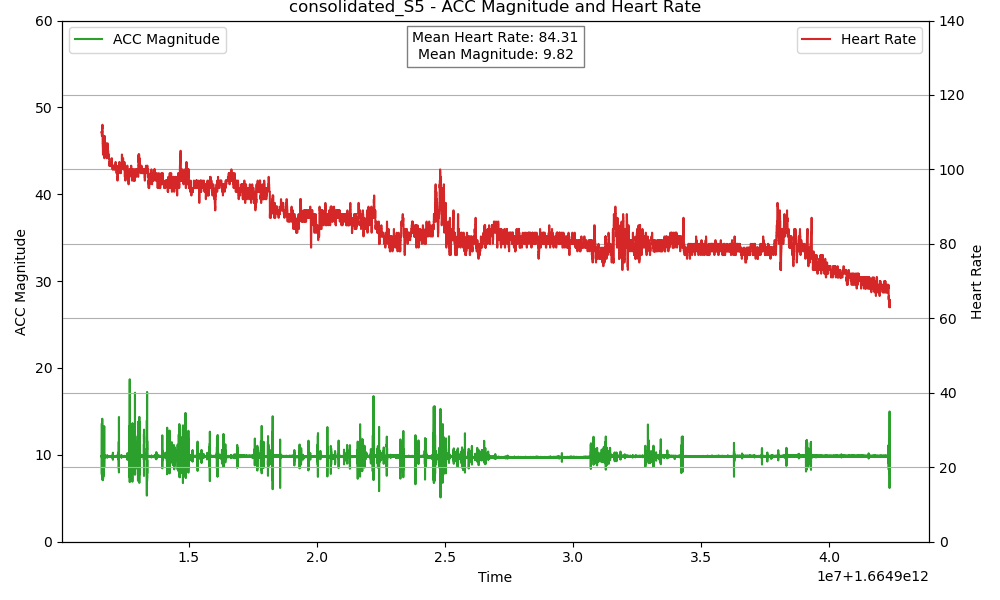 consolidated_S5 - ACC Magnitude and Heart Rate
ACC Magnitude
Mean Heart Rate: 84.31
Mean Magnitude: 9.82
Heart Rate
60
50
40
30
20
10
0
ACC Magnitude
140
120
100
80
60
40
20
0
Heart Rate
1.5 2.0 2.5 3.0 3.5 4.0
1e7+1.6649e12
Time